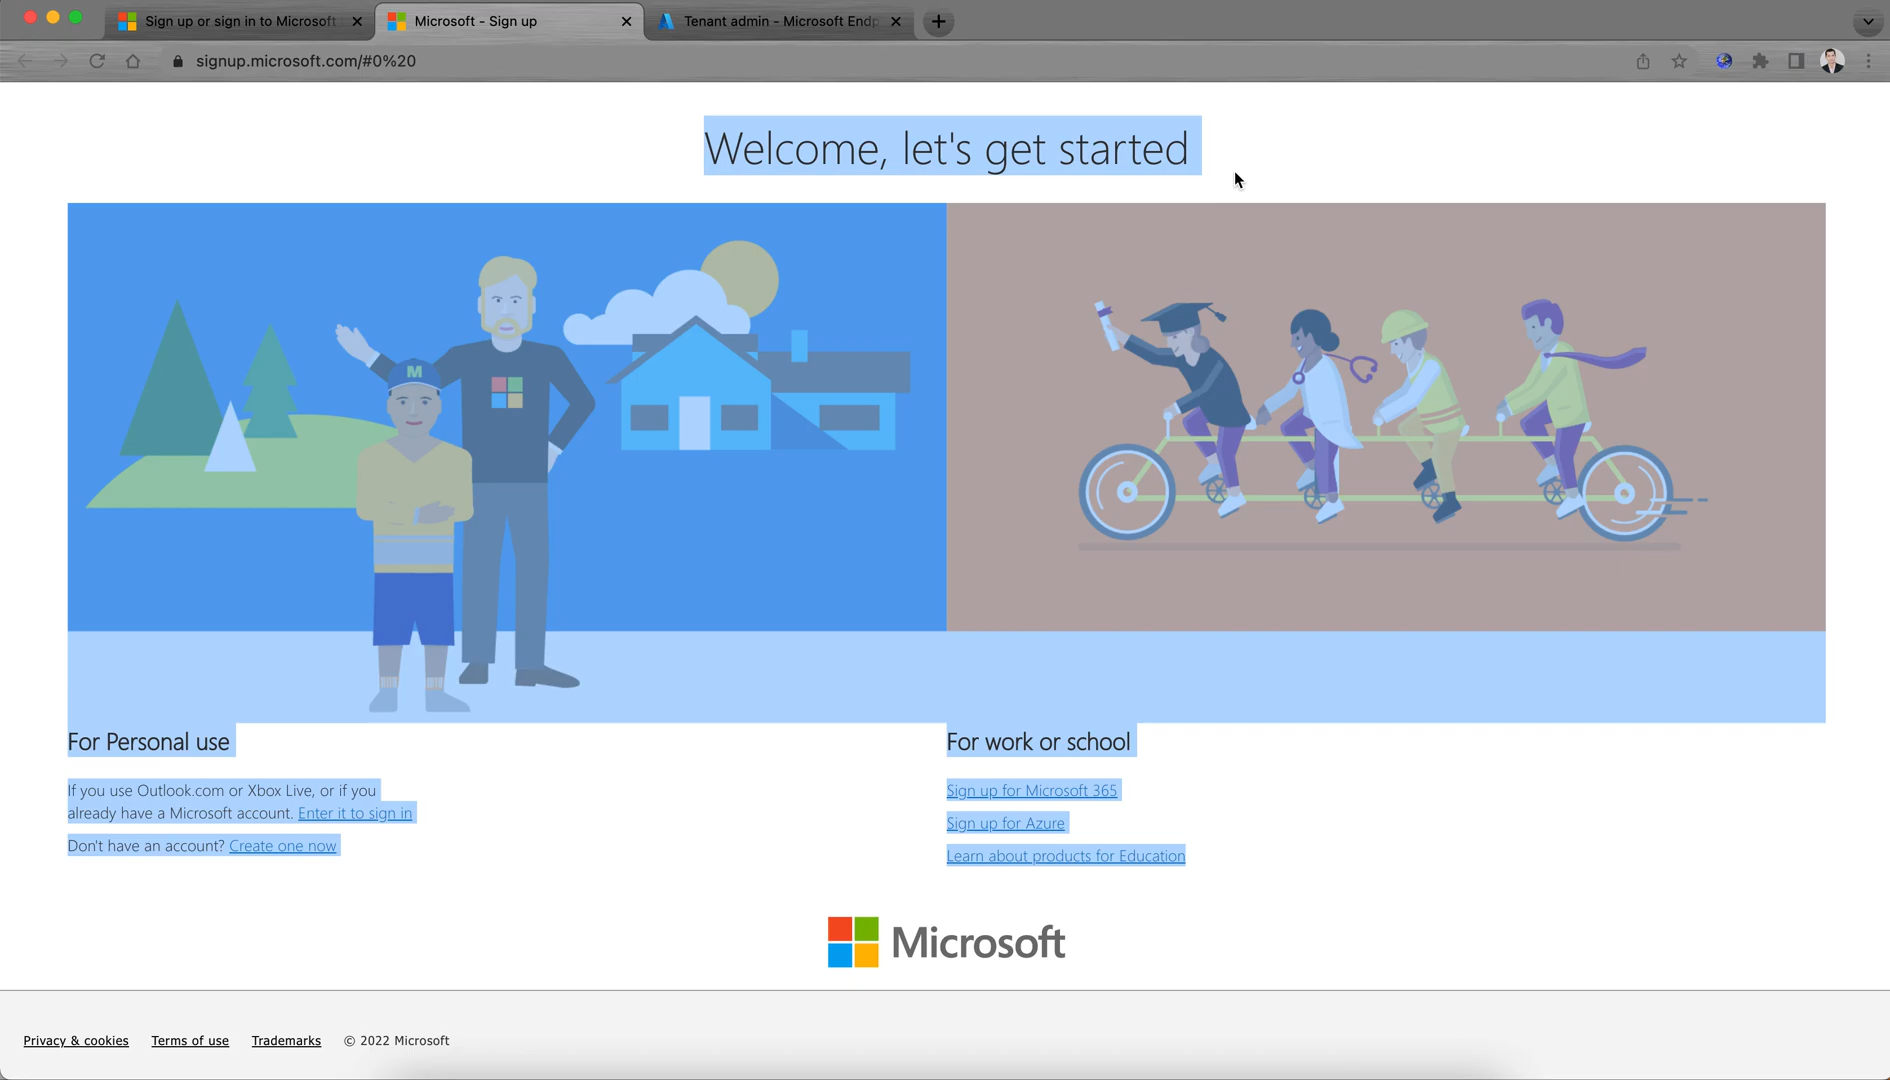 Sign up or sign in to Microsoft
Microsoft - Sign up
Tenant admin - Microsoft Endp
signup.microsoft.com/#0%20
Welcome, let's get started
M
For Personal use
If you use Outlook.com or Xbox Live, or if you
already have a Microsoft account. Enter it to sign in
Don't have an account? Create one now
For work or school
Sign up for Microsoft 365
Sign up for Azure
Learn about products for Education
Microsoft
Privacy & cookies Terms of use Trademarks © 2022 Microsoft